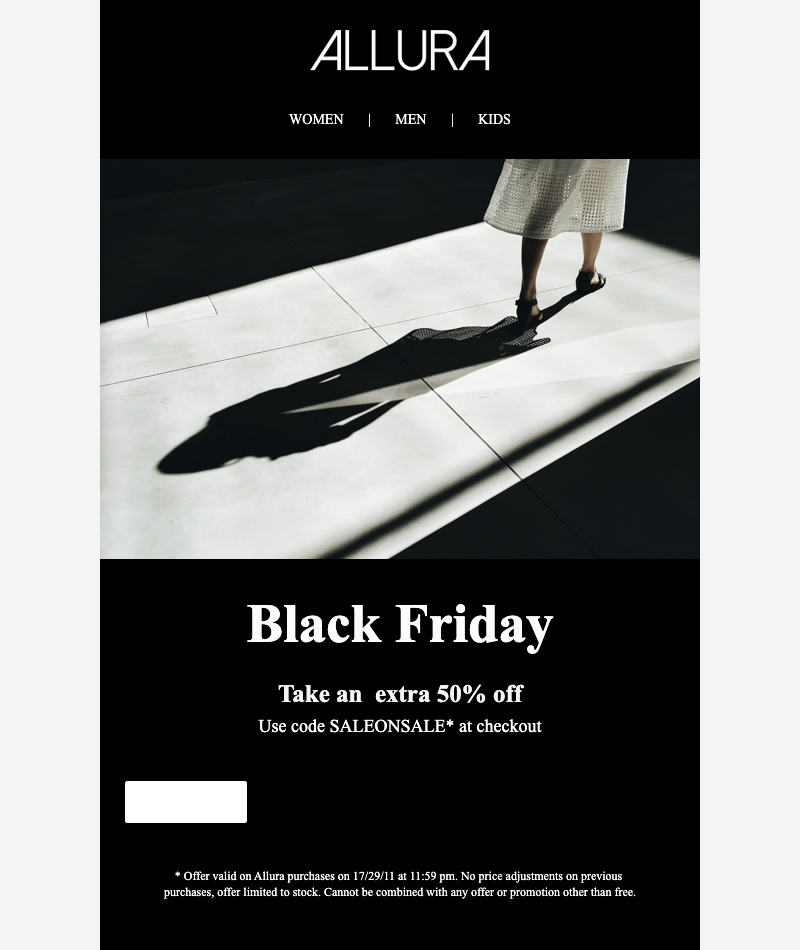 ALLURA
WOMEN | MEN | KIDS
Black Friday
Take an  extra 50% off
Use code SALEONSALE* at checkout
* Offer valid on Allura purchases on 17/29/11 at 11:59 pm. No price adjustments on previous
purchases, offer limited to stock. Cannot be combined with any offer or promotion other than free.